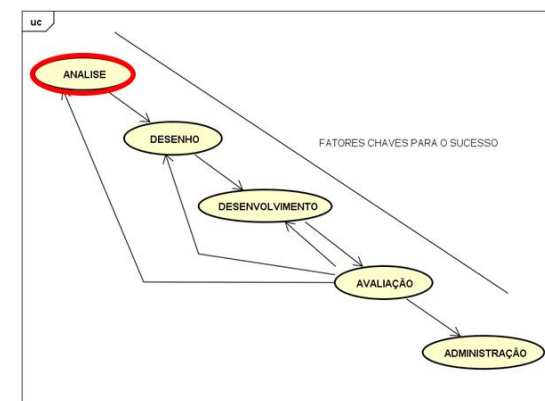 uc
ANALISE
DESENHO
FATORES CHAVES PARA O SUCESSO
DESENVOLVIMENTO
AVALIAÇÃO
ADMINISTRAÇÃO